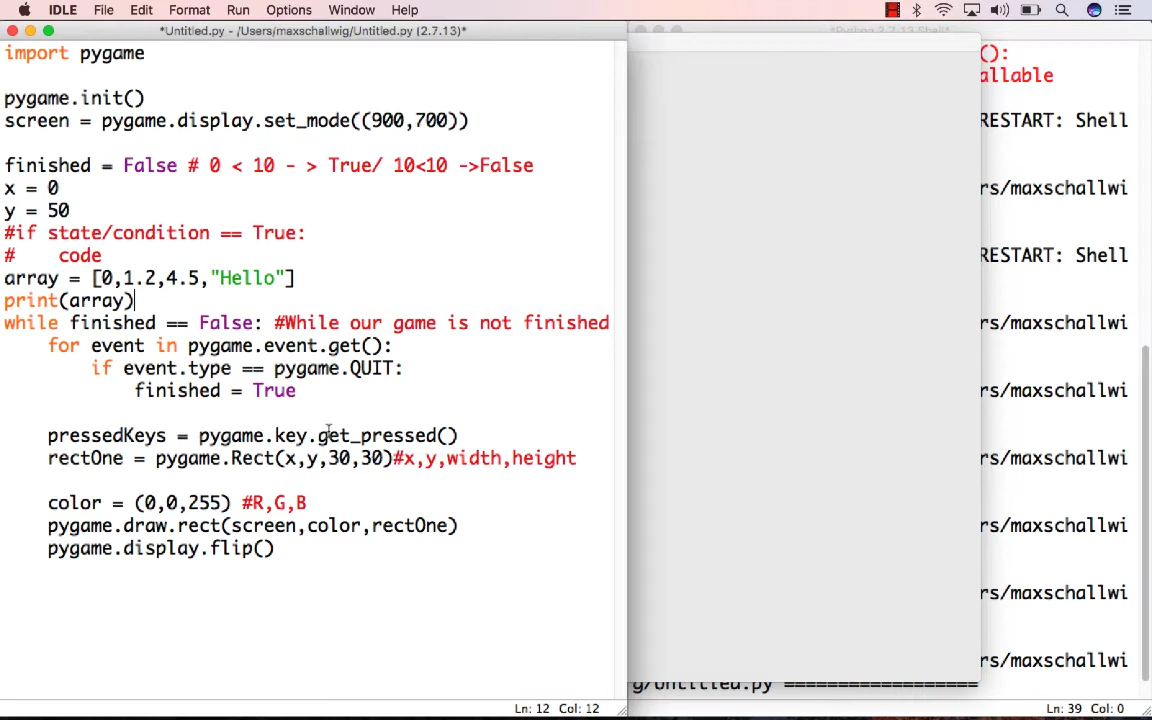 IDLE File Edit Format Run Options Window Help
*Untitled.py - /Users/maxschallwig/Untitled.py (2.7.13)*
*Python 2.7.13 Shell*
import pygame
pygame.init()
screen = pygame.display.set_mode((900,700))
finished = False # 0 < 10 - > True/ 10<10 ->False
x = 0
y = 50
#if state/condition == True:
#    code
array = [0,1.2,4.5,"Hello"]
print(array)
while finished == False: #While our game is not finished
    for event in pygame.event.get():
        if event.type == pygame.QUIT:
            finished = True
    pressedKeys = pygame.key.get_pressed()
    rectOne = pygame.Rect(x,y,30,30)#x,y,width,height
    color = (0,0,255) #R,G,B
    pygame.draw.rect(screen,color,rectOne)
    pygame.display.flip()
Ln: 12 Col: 12
():
allable
RESTART: Shell
rs/maxschallwi
RESTART: Shell
rs/maxschallwi
rs/maxschallwi
rs/maxschallwi
rs/maxschallwi
rs/maxschallwi
g/Untitled.py ==================
Ln: 39 Col: 0